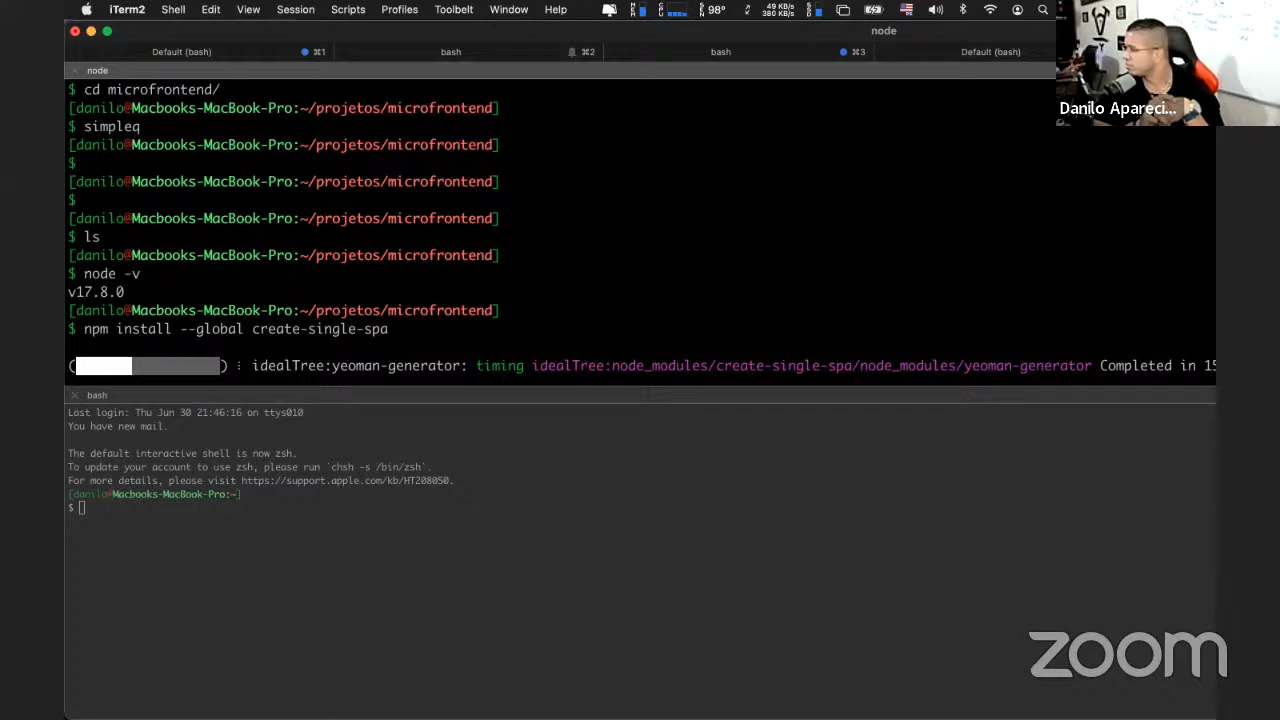 iTerm2 Shell Edit View Session Scripts Profiles Toolbelt Window Help 98° 49 KB/s 380 KB/s
node
Default (bash) ⌘1 bash ⌘2 bash ⌘3 Default (bash)
node
$ cd microfrontend/
[danilo@Macbooks-MacBook-Pro:~/projetos/microfrontend]
$ simpleq
[danilo@Macbooks-MacBook-Pro:~/projetos/microfrontend]
$
[danilo@Macbooks-MacBook-Pro:~/projetos/microfrontend]
$
[danilo@Macbooks-MacBook-Pro:~/projetos/microfrontend]
$ ls
[danilo@Macbooks-MacBook-Pro:~/projetos/microfrontend]
$ node -v
v17.8.0
[danilo@Macbooks-MacBook-Pro:~/projetos/microfrontend]
$ npm install --global create-single-spa
( ) ⸽ idealTree:yeoman-generator: timing idealTree:node_modules/create-single-spa/node_modules/yeoman-generator Completed in 15
bash
Last login: Thu Jun 30 21:46:16 on ttys010
You have new mail.
The default interactive shell is now zsh.
To update your account to use zsh, please run `chsh -s /bin/zsh`.
For more details, please visit https://support.apple.com/kb/HT208050.
[danilo@Macbooks-MacBook-Pro:~]
$
Danilo Apareci...
zoom